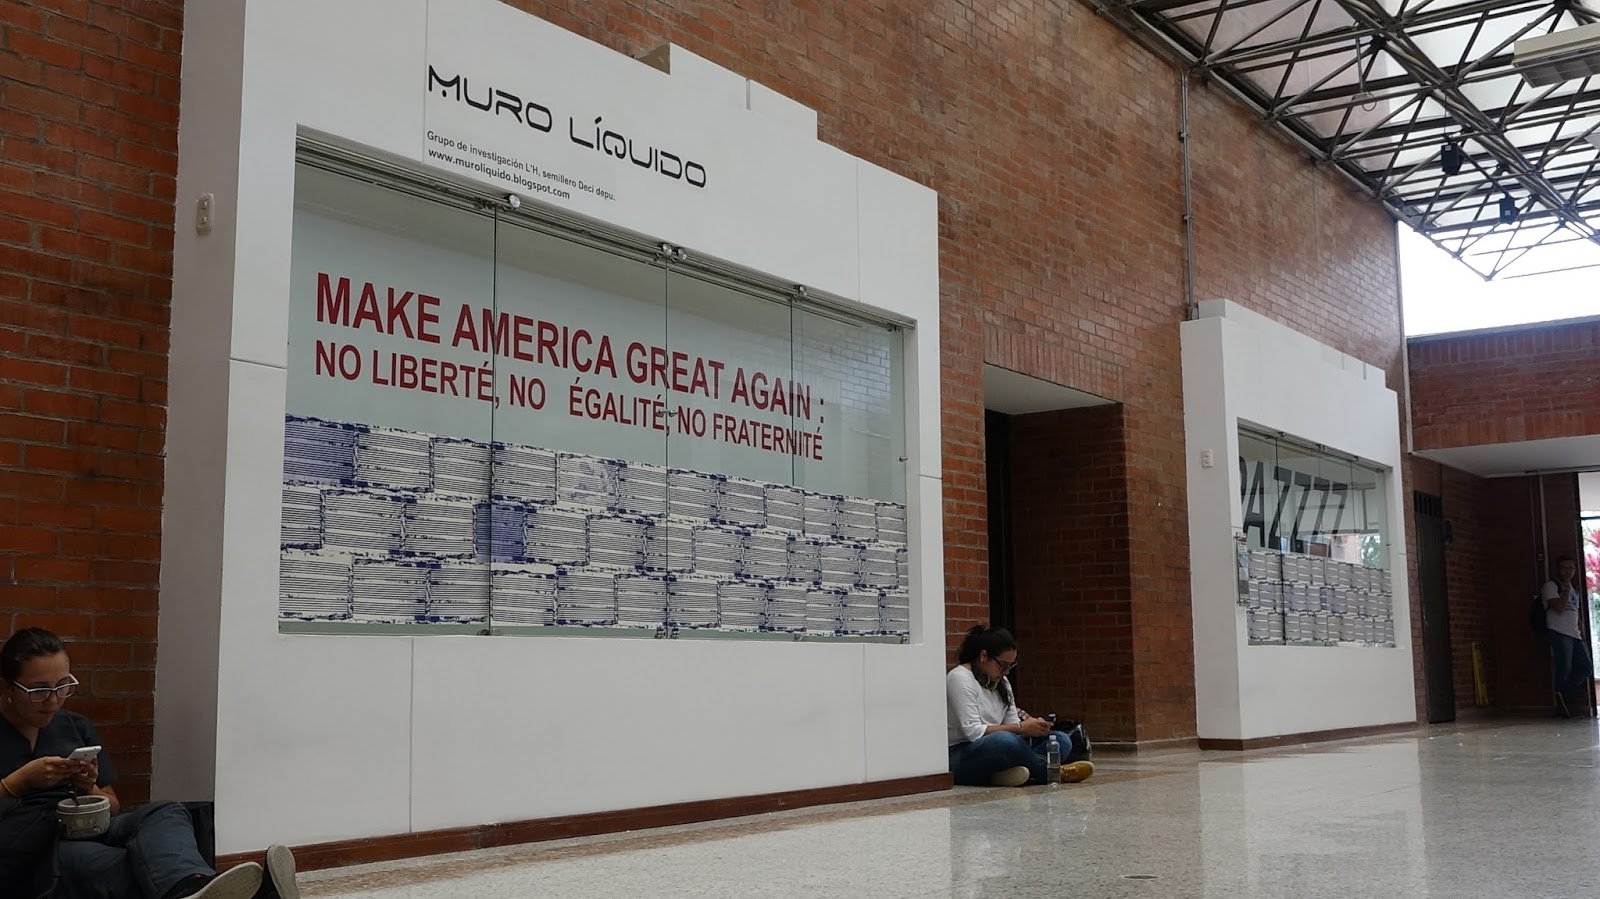 MURO LÍQUIDO
Grupo de investigación L'H, semillero Deci depu.
www.muroliquido.blogspot.com
MAKE AMERICA GREAT AGAIN :
NO LIBERTÉ, NO ÉGALITÉ, NO FRATERNITÉ
PAZZZZ